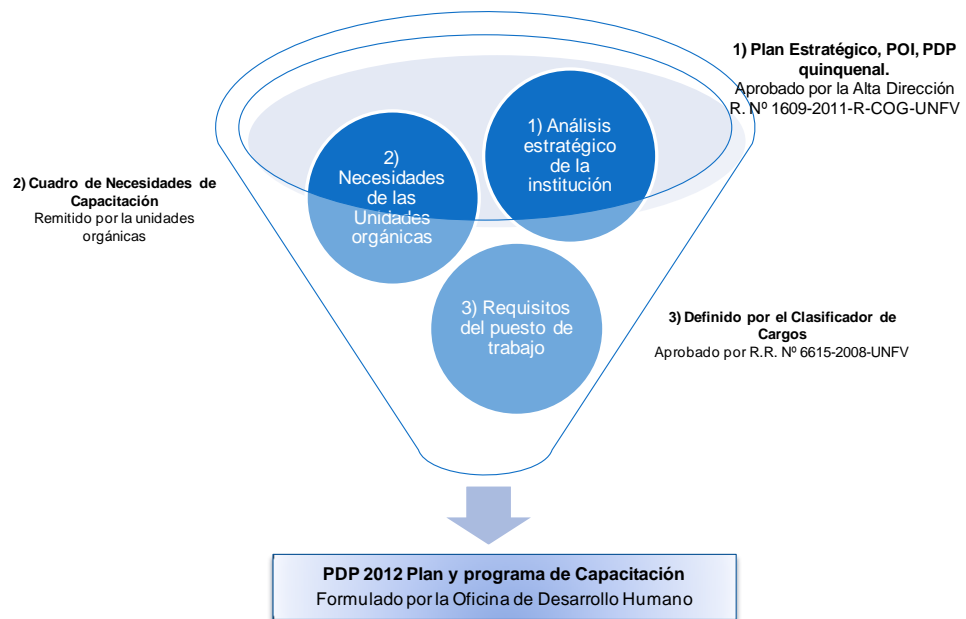 1) Plan Estratégico, POI, PDP
quinquenal.
Aprobado por la Alta Dirección
R. Nº 1609-2011-R-COG-UNFV
1) Análisis
estratégico
de la
institución
2)
Necesidades
de las
Unidades
orgánicas
2) Cuadro de Necesidades de
Capacitación
Remitido por la unidades
orgánicas
3) Requisitos
del puesto de
trabajo
3) Definido por el Clasificador de
Cargos
Aprobado por R.R. Nº 6615-2008-UNFV
PDP 2012 Plan y programa de Capacitación
Formulado por la Oficina de Desarrollo Humano